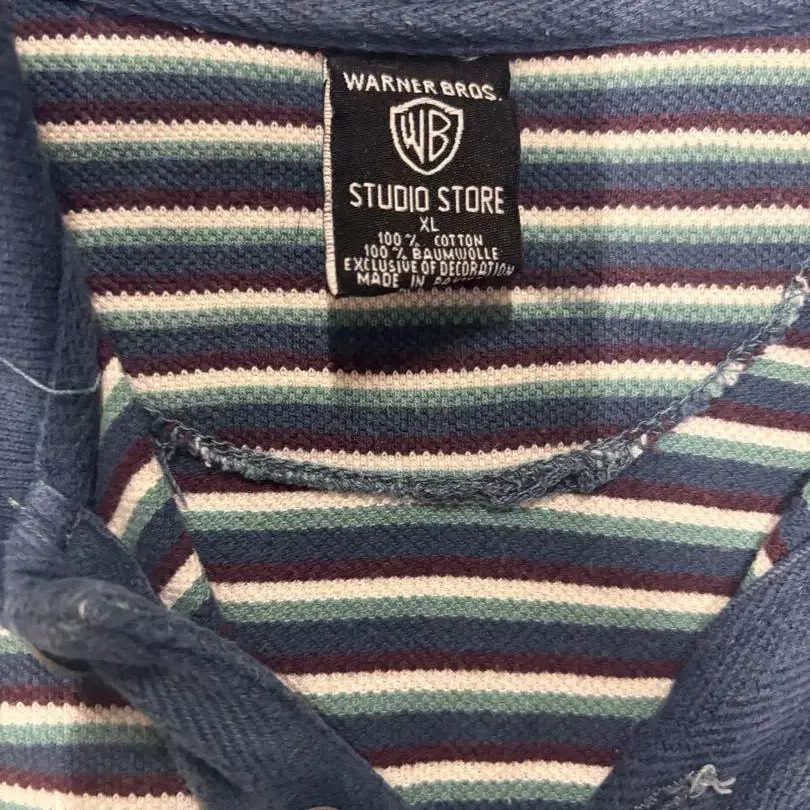 WARNER BROS.
WB
STUDIO STORE
XL
100 % COTTON
100 % BAUMWOLLE
EXCLUSIVE OF DECORATION
MADE IN